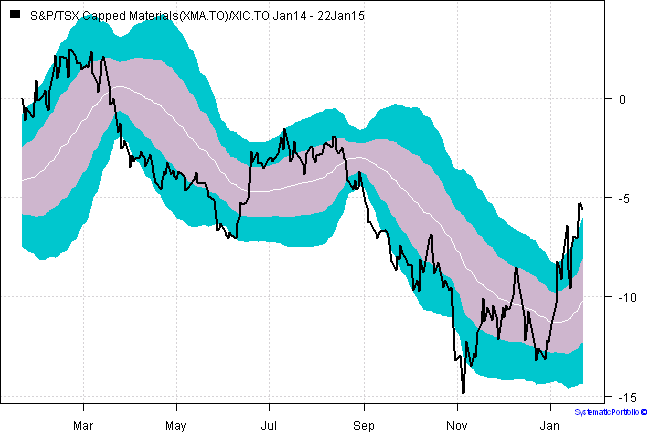 S&P/TSX Capped Materials(XMA.TO)/XIC.TO Jan14 - 22Jan15
0
-5
-10
-15
SystematicPortfolio ©
Mar May Jul Sep Nov Jan